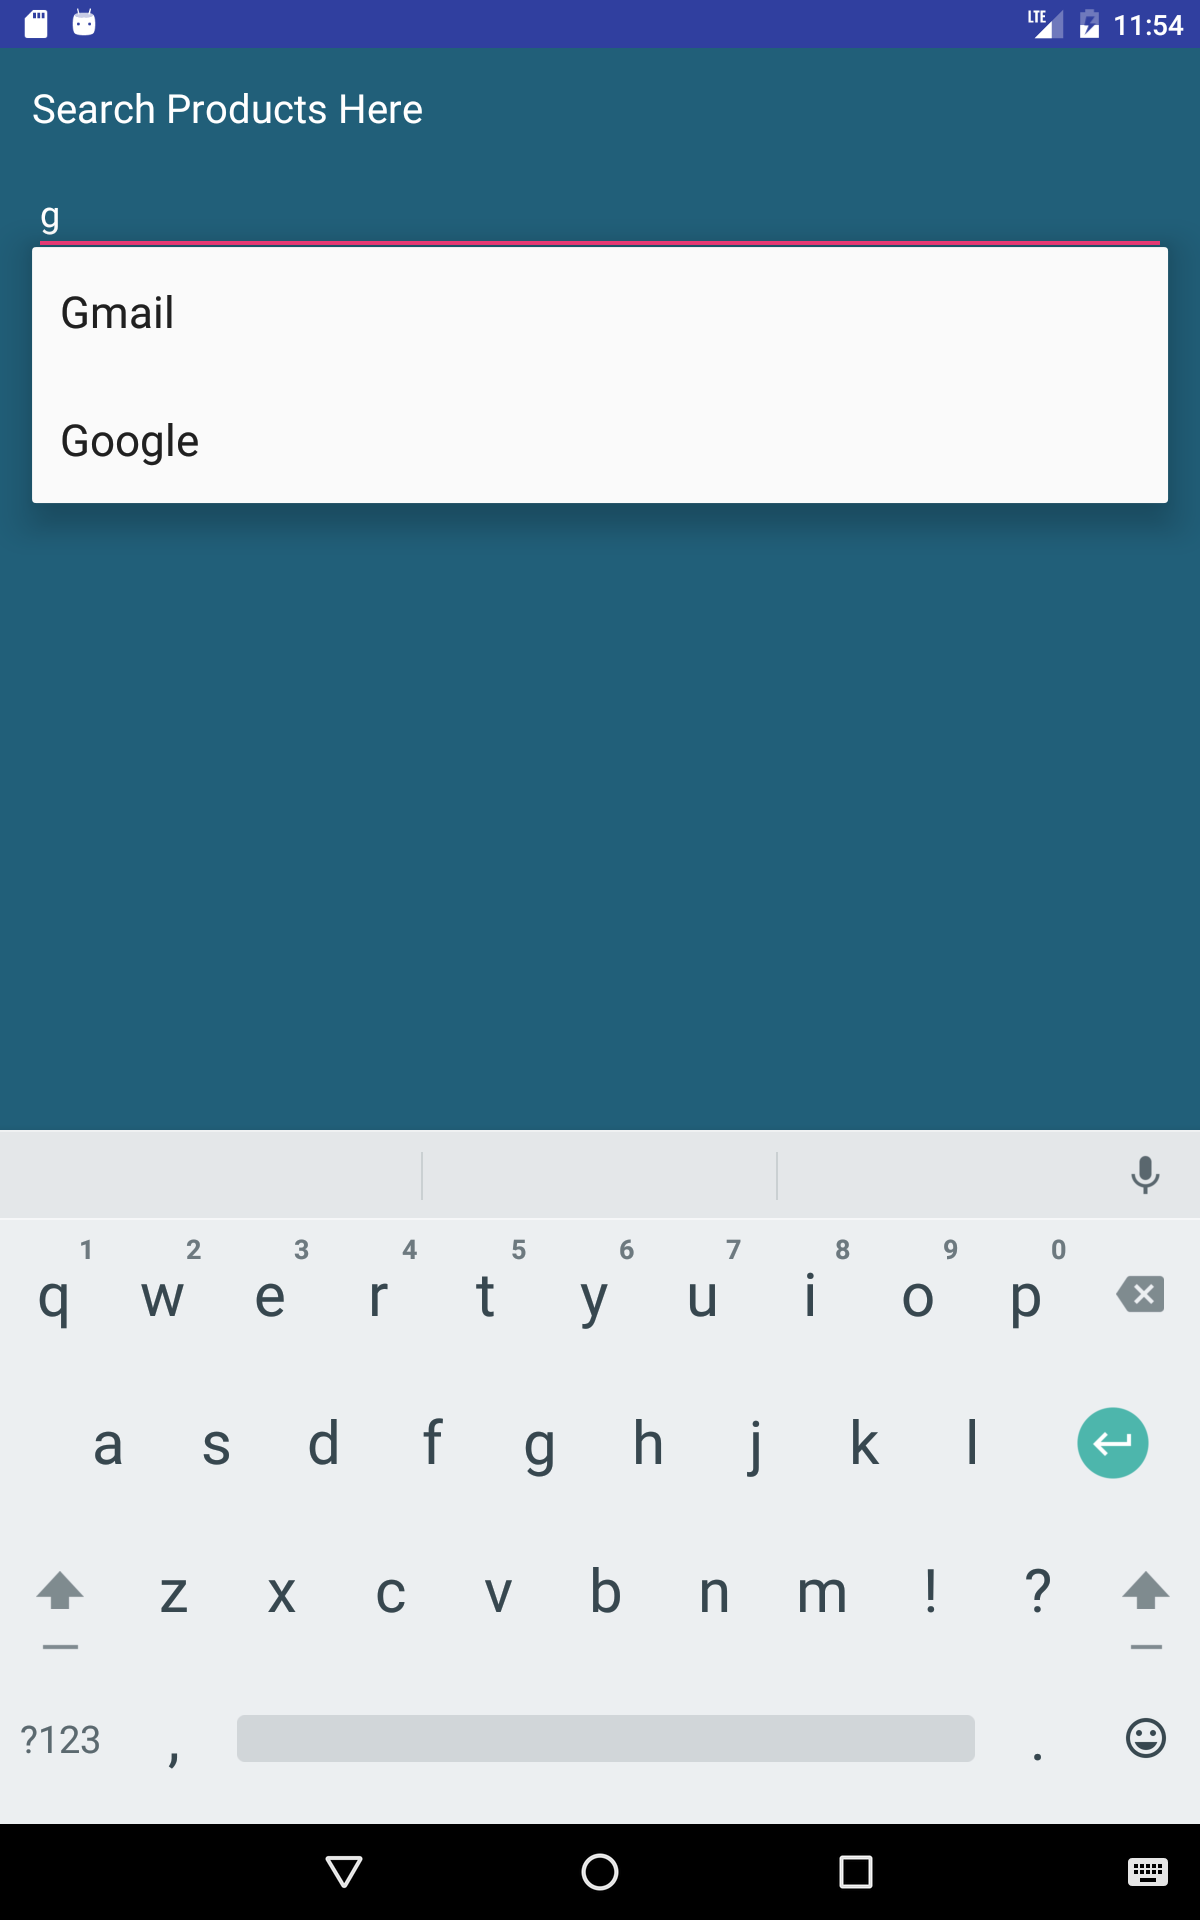 LTE 11:54
Search Products Here
g
Gmail
Google
1 2 3 4 5 6 7 8 9 0
q w e r t y u i o p
a s d f g h j k l
z x c v b n m ! ?
?123 , .